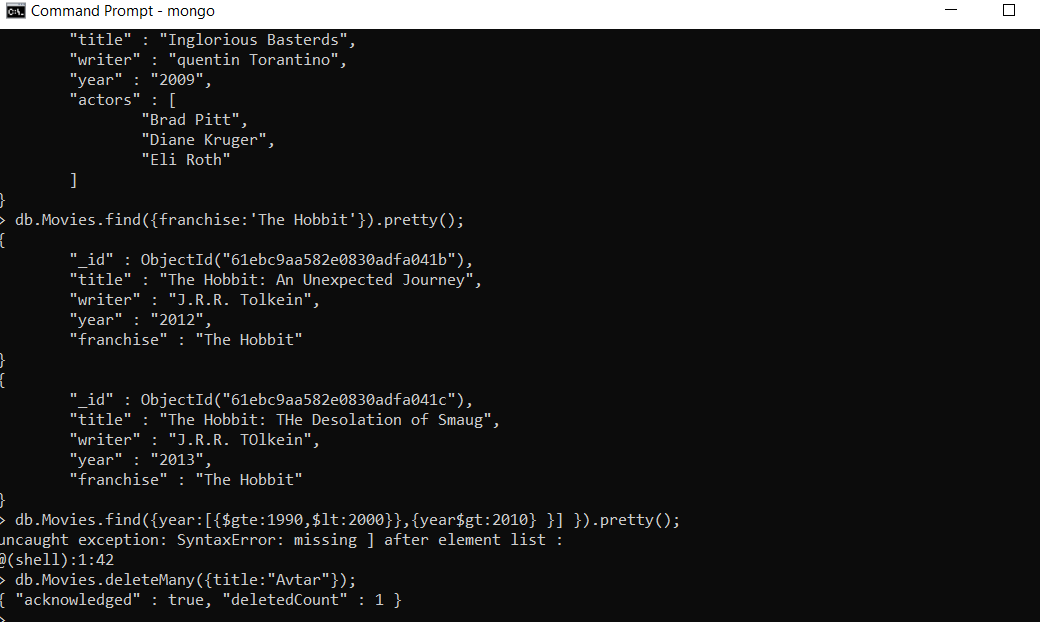 Command Prompt - mongo
"title" : "Inglorious Basterds",
"writer" : "quentin Torantino",
"year" : "2009",
"actors" : [
"Brad Pitt",
"Diane Kruger",
"Eli Roth"
]
}
> db.Movies.find({franchise:'The Hobbit'}).pretty();
{
"_id" : ObjectId("61ebc9aa582e0830adfa041b"),
"title" : "The Hobbit: An Unexpected Journey",
"writer" : "J.R.R. Tolkein",
"year" : "2012",
"franchise" : "The Hobbit"
}
{
"_id" : ObjectId("61ebc9aa582e0830adfa041c"),
"title" : "The Hobbit: THe Desolation of Smaug",
"writer" : "J.R.R. TOlkein",
"year" : "2013",
"franchise" : "The Hobbit"
}
> db.Movies.find({year:[{$gte:1990,$lt:2000}},{year$gt:2010} }] }).pretty();
uncaught exception: SyntaxError: missing ] after element list :
@(shell):1:42
> db.Movies.deleteMany({title:"Avtar"});
{ "acknowledged" : true, "deletedCount" : 1 }
>